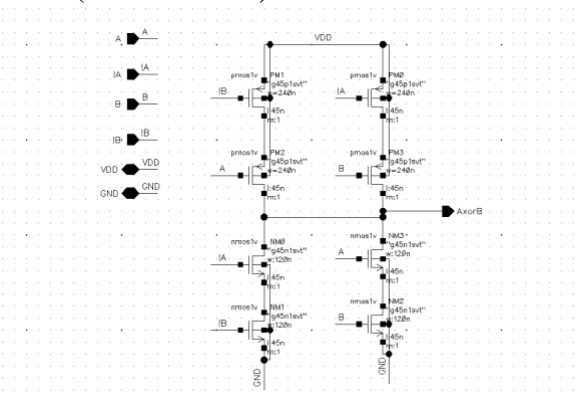 A A
!A !A
B B
!B !B
VDD VDD
GND GND
VDD
pmos1v PM1
"g45p1svt"
w=240n
l:45n
m:1
!B
pmos1v PM0
"g45p1svt"
w=240n
l:45n
m:1
!A
pmos1v PM2
"g45p1svt"
w=240n
l:45n
m:1
A
pmos1v PM3
"g45p1svt"
w=240n
l:45n
m:1
B
AxorB
nmos1v NM0
"g45n1svt"
w:120n
l:45n
m:1
!A
nmos1v NM3
"g45n1svt"
w:120n
l:45n
m:1
A
nmos1v NM1
"g45n1svt"
w:120n
l:45n
m:1
!B
nmos1v NM2
"g45n1svt"
w:120n
l:45n
m:1
B
GND
GND